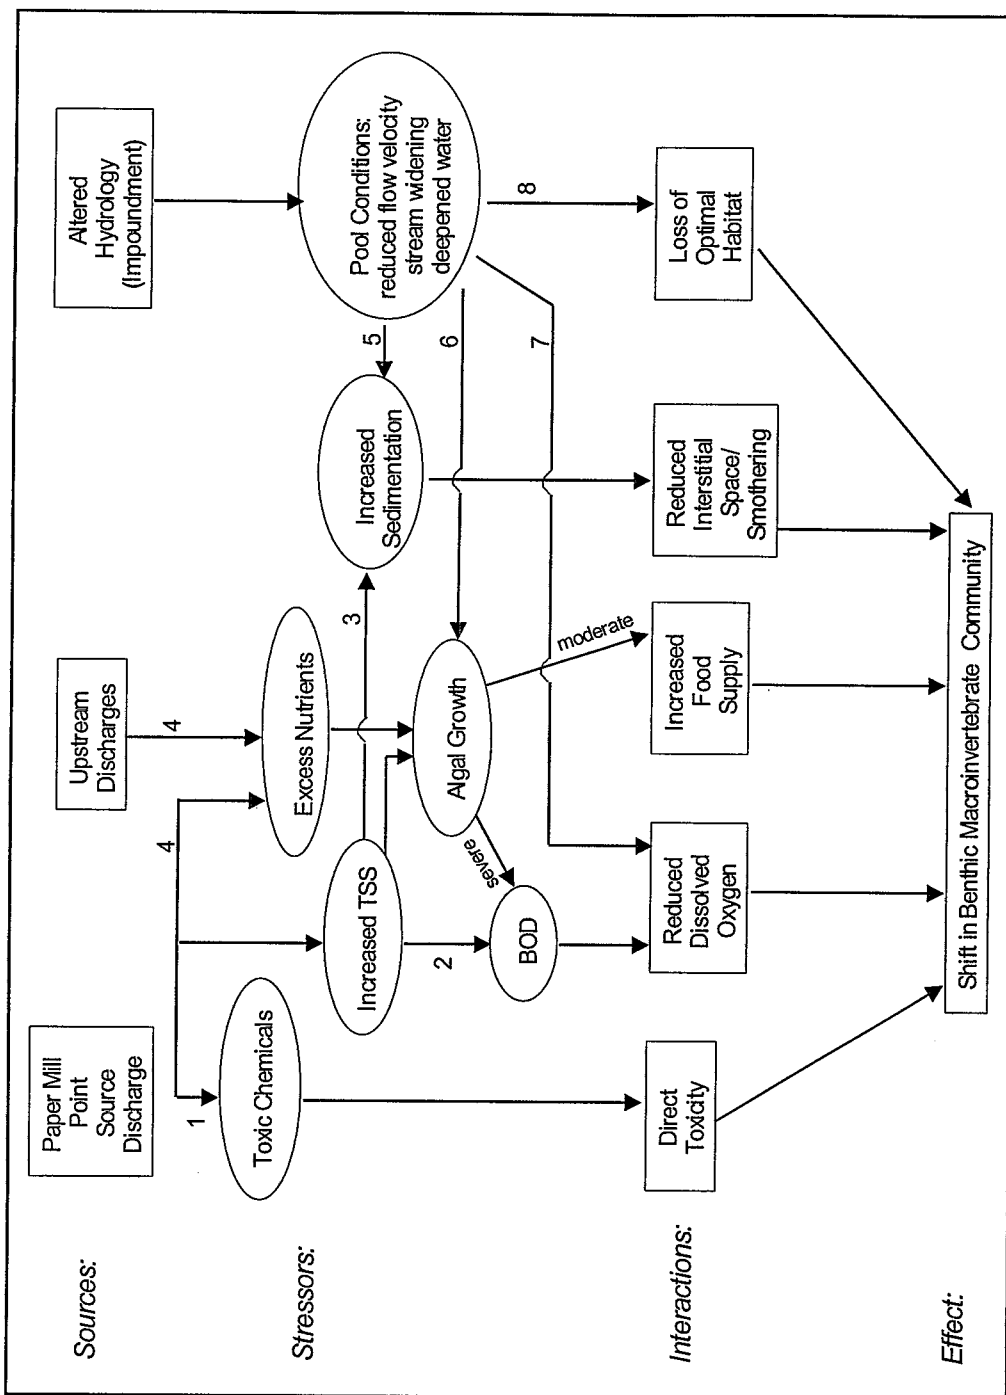 Sources:
Paper Mill
Point
Source
Discharge
Upstream
Discharges
Altered
Hydrology
(Impoundment)
1
4
4
Stressors:
Toxic Chemicals
Increased TSS
Excess Nutrients
Pool Conditions:
reduced flow velocity
stream widening
deepened water
3
5
Increased
Sedimentation
2
6
7
8
Algal Growth
severe
moderate
BOD
Interactions:
Direct
Toxicity
Reduced
Dissolved
Oxygen
Increased
Food
Supply
Reduced
Interstitial
Space/
Smothering
Loss of
Optimal
Habitat
Effect:
Shift in Benthic Macroinvertebrate Community